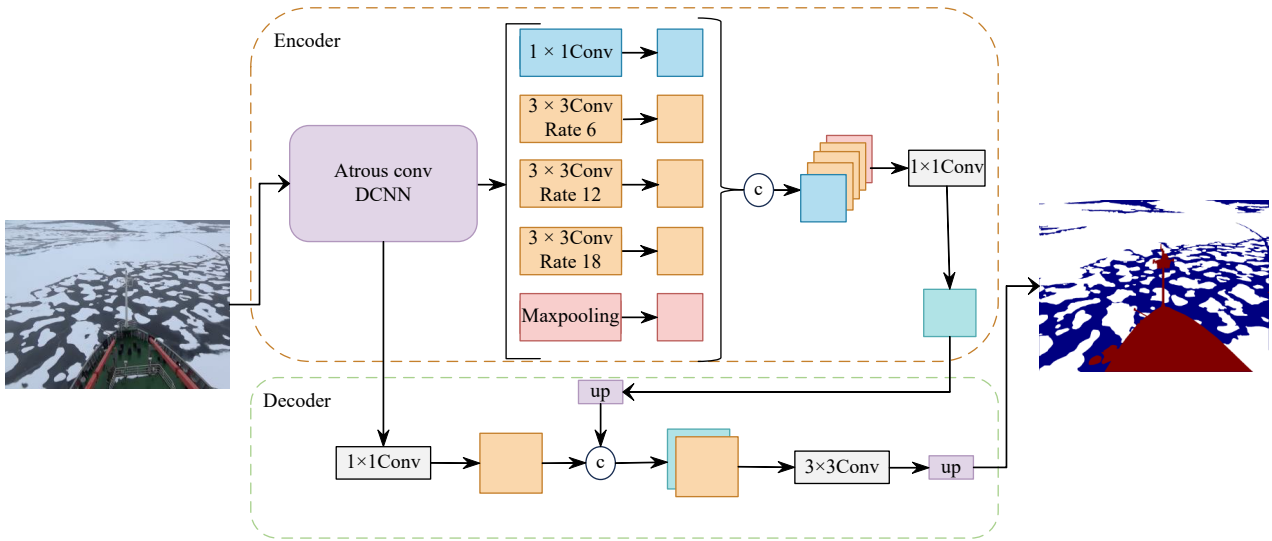 Encoder
1 × 1Conv
3 × 3Conv
Rate 6
Atrous conv
DCNN
3 × 3Conv
Rate 12
c
1×1Conv
3 × 3Conv
Rate 18
Maxpooling
Decoder
up
1×1Conv
c
3×3Conv
up